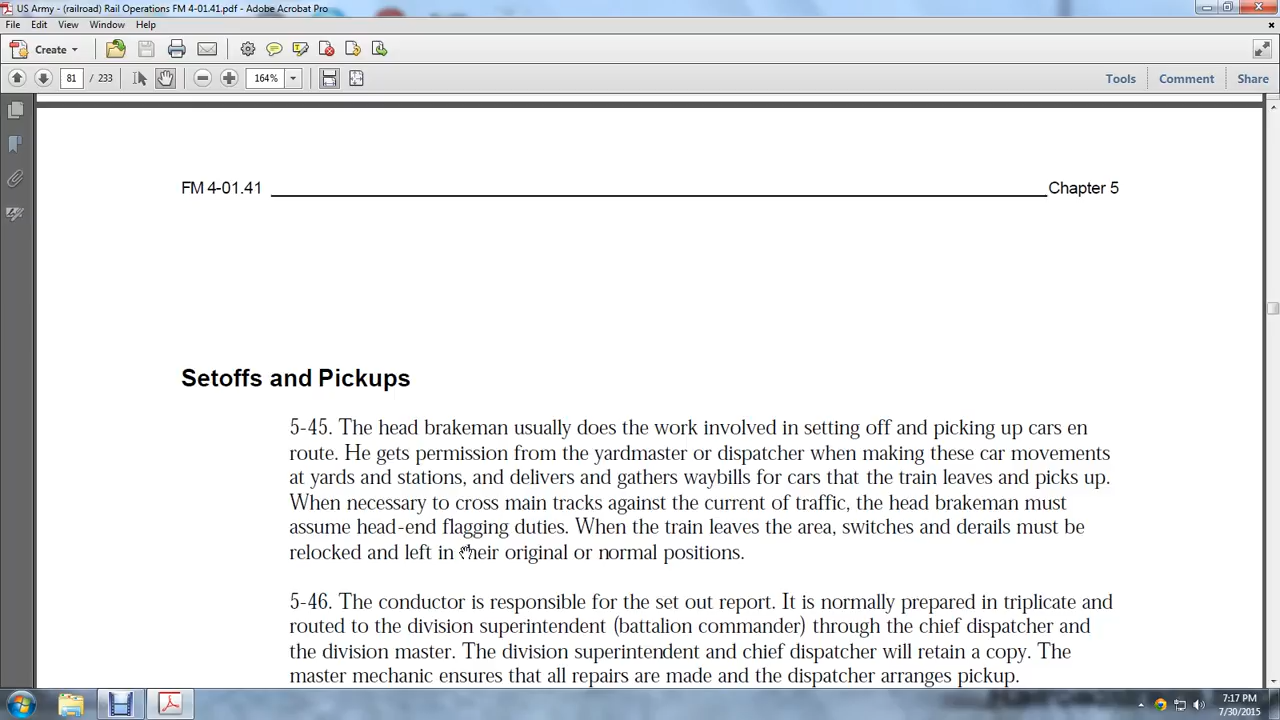 US Army - (railroad) Rail Operations FM 4-01.41.pdf - Adobe Acrobat Pro
File Edit View Window Help
Create
81 / 233 164% Tools Comment Share
FM 4-01.41 Chapter 5
Setoffs and Pickups
5-45. The head brakeman usually does the work involved in setting off and picking up cars en
route. He gets permission from the yardmaster or dispatcher when making these car movements
at yards and stations, and delivers and gathers waybills for cars that the train leaves and picks up.
When necessary to cross main tracks against the current of traffic, the head brakeman must
assume head-end flagging duties. When the train leaves the area, switches and derails must be
relocked and left in their original or normal positions.
5-46. The conductor is responsible for the set out report. It is normally prepared in triplicate and
routed to the division superintendent (battalion commander) through the chief dispatcher and
the division master. The division superintendent and chief dispatcher will retain a copy. The
master mechanic ensures that all repairs are made and the dispatcher arranges pickup.
7:17 PM
7/30/2015